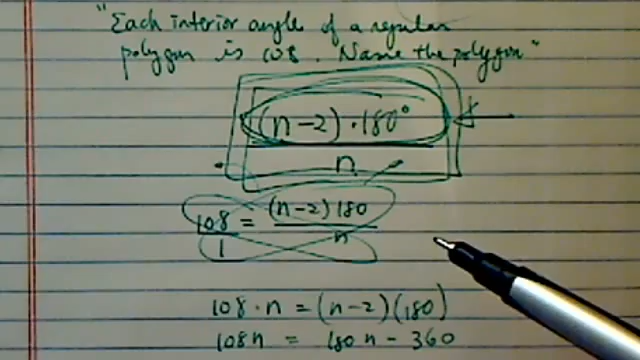 "Each interior angle of a regular
polygon is 108. Name the polygon"
(n-2)·180°
n
108 = (n-2)180
1 n
108·n = (n-2)(180)
108n = 180n - 360